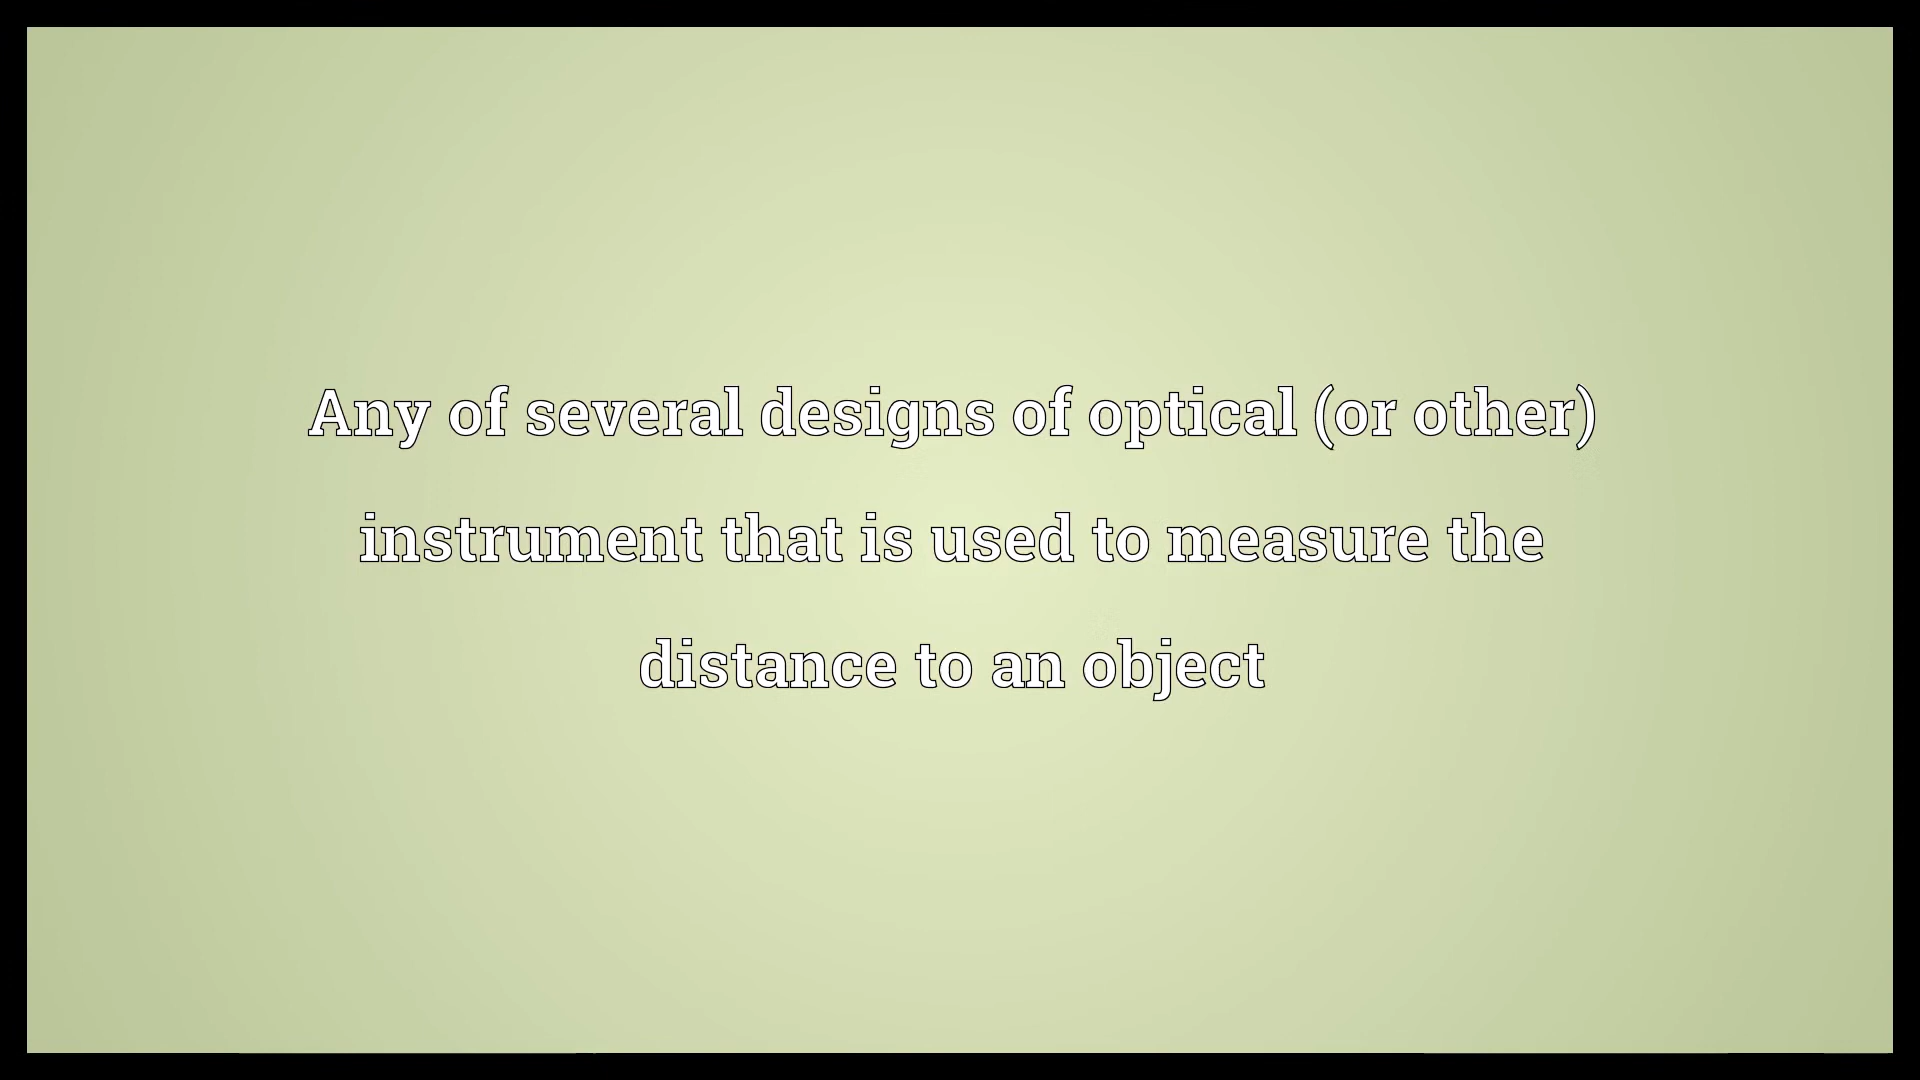 Any of several designs of optical (or other)
instrument that is used to measure the
distance to an object